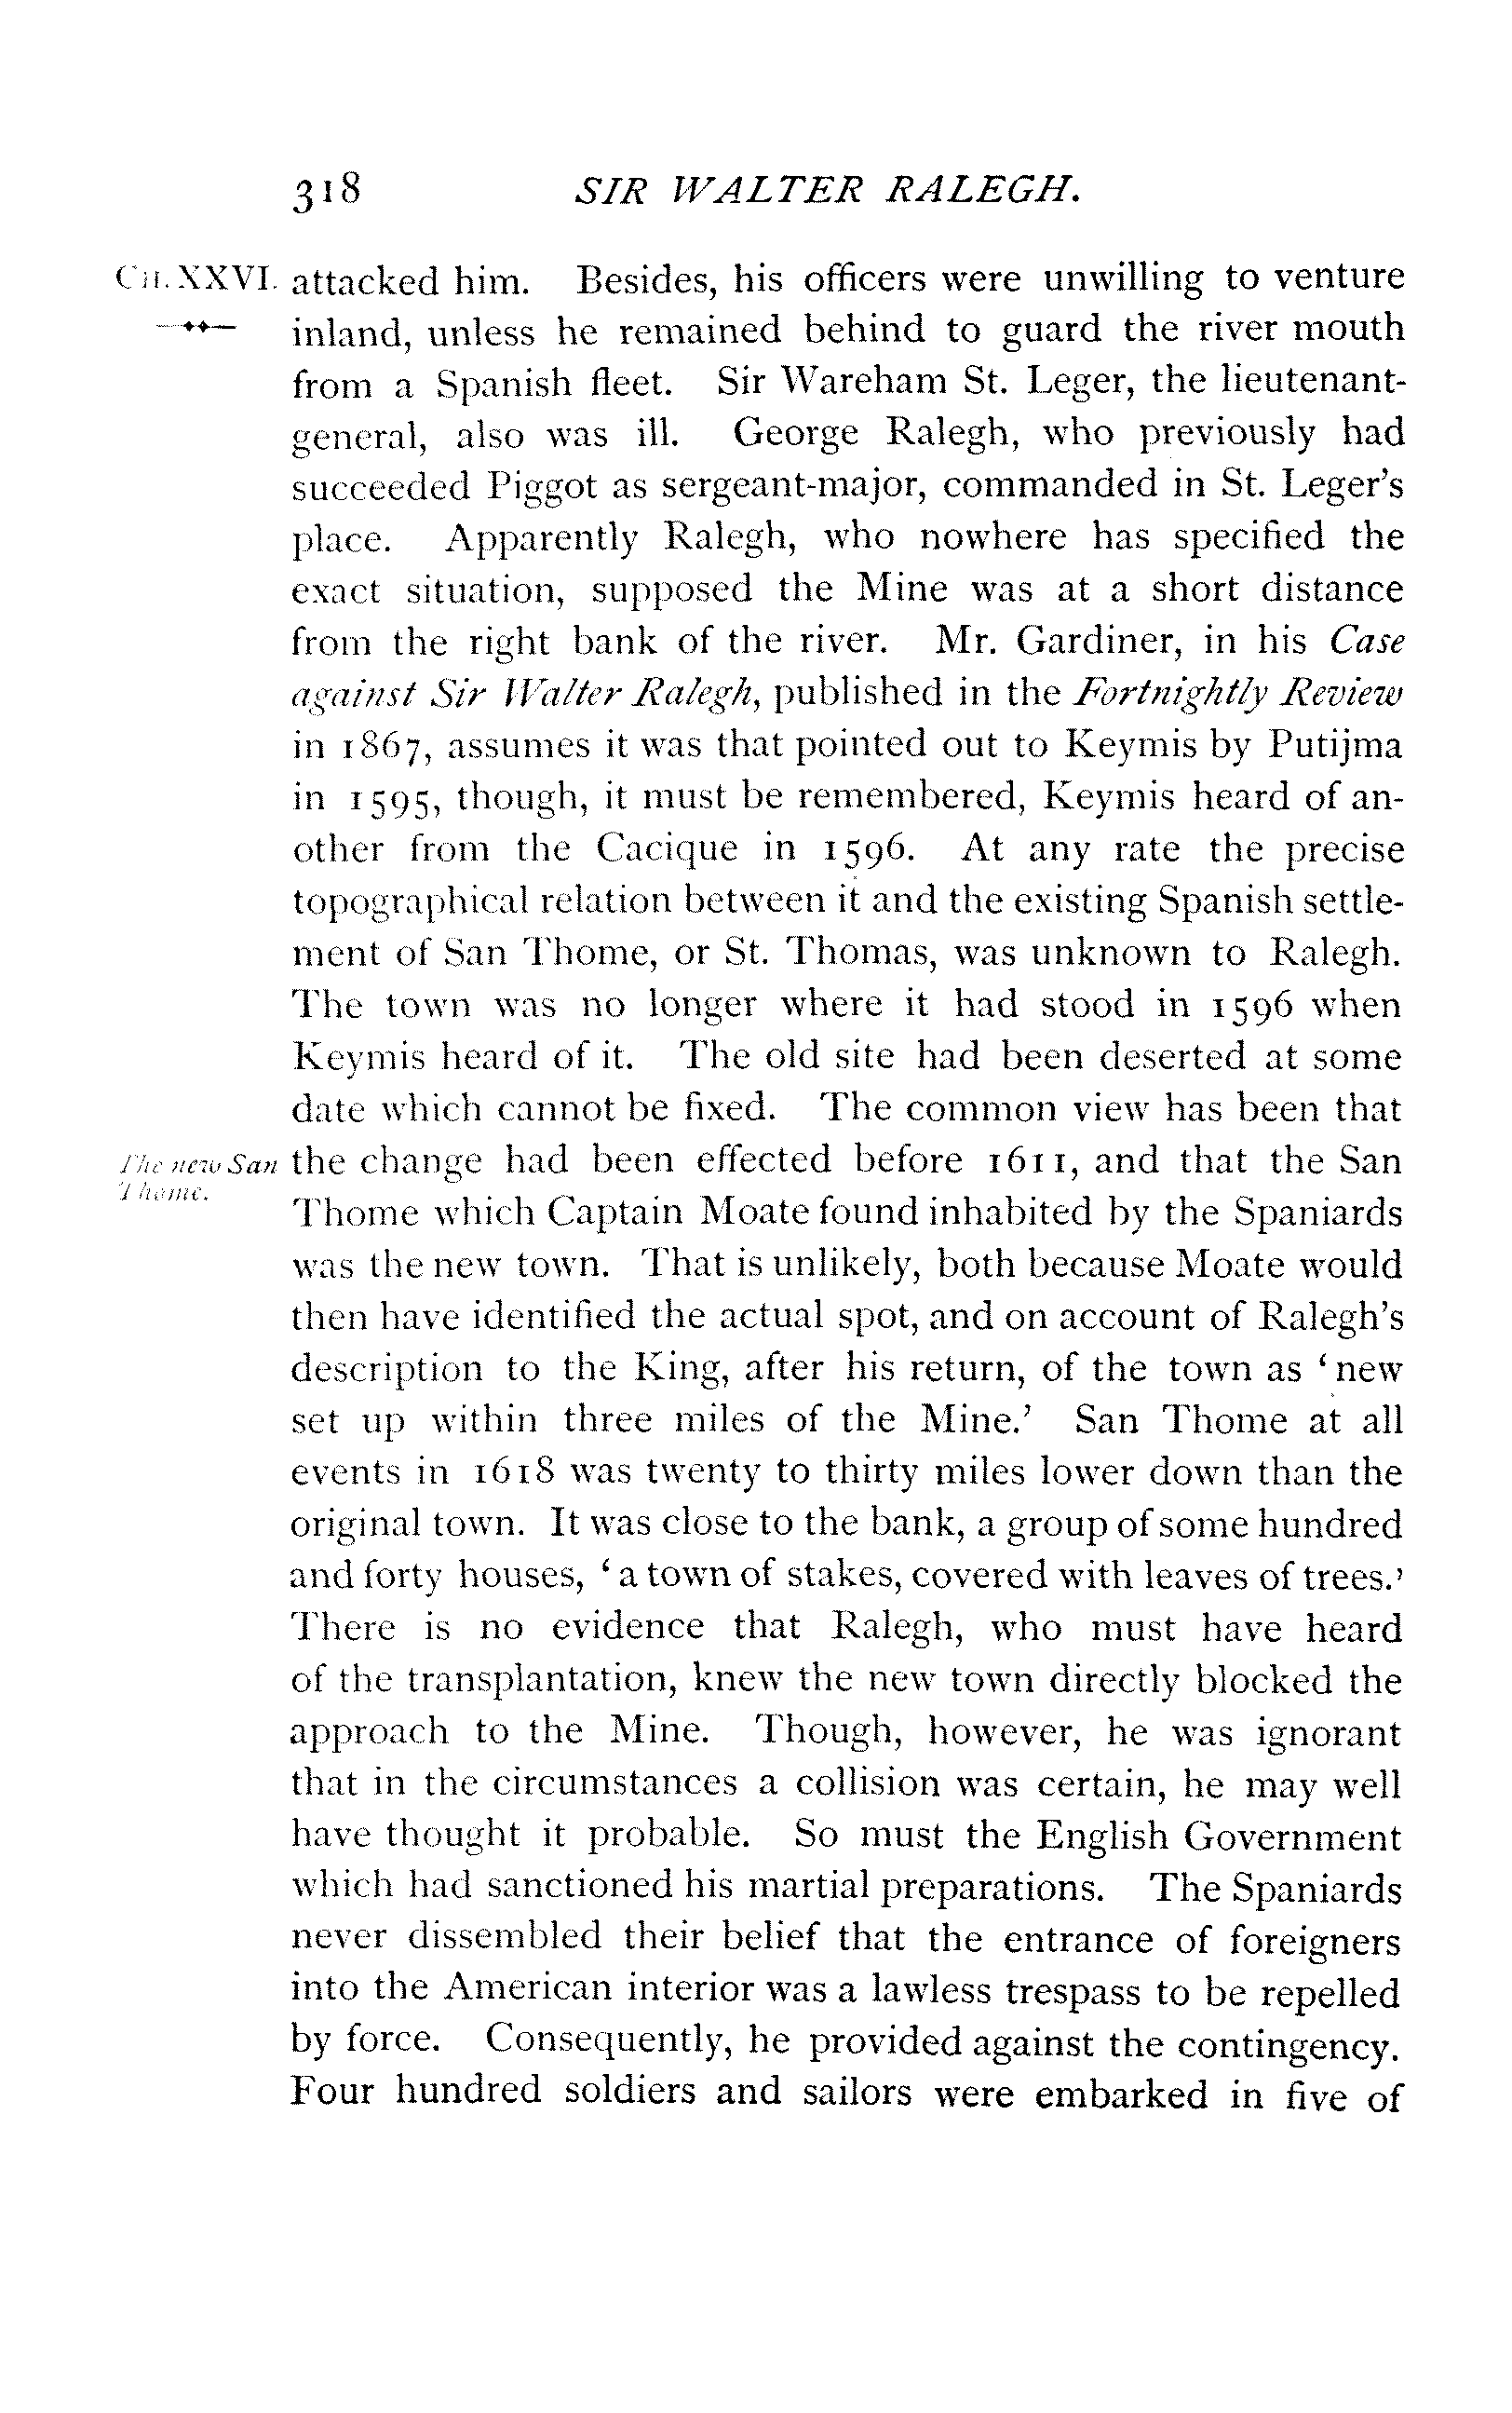 318 SIR WALTER RALEGH.
CH. XXVI. attacked him. Besides, his officers were unwilling to venture
inland, unless he remained behind to guard the river mouth
from a Spanish fleet. Sir Wareham St. Leger, the lieutenant-
general, also was ill. George Ralegh, who previously had
succeeded Piggot as sergeant-major, commanded in St. Leger's
place. Apparently Ralegh, who nowhere has specified the
exact situation, supposed the Mine was at a short distance
from the right bank of the river. Mr. Gardiner, in his Case
against Sir Walter Ralegh, published in the Fortnightly Review
in 1867, assumes it was that pointed out to Keymis by Putijma
in 1595, though, it must be remembered, Keymis heard of an-
other from the Cacique in 1596. At any rate the precise
topographical relation between it and the existing Spanish settle-
ment of San Thome, or St. Thomas, was unknown to Ralegh.
The town was no longer where it had stood in 1596 when
Keymis heard of it. The old site had been deserted at some
date which cannot be fixed. The common view has been that
The new San the change had been effected before 1611, and that the San
Thome. Thome which Captain Moate found inhabited by the Spaniards
was the new town. That is unlikely, both because Moate would
then have identified the actual spot, and on account of Ralegh's
description to the King, after his return, of the town as ‘new
set up within three miles of the Mine.’ San Thome at all
events in 1618 was twenty to thirty miles lower down than the
original town. It was close to the bank, a group of some hundred
and forty houses, ‘a town of stakes, covered with leaves of trees.’
There is no evidence that Ralegh, who must have heard
of the transplantation, knew the new town directly blocked the
approach to the Mine. Though, however, he was ignorant
that in the circumstances a collision was certain, he may well
have thought it probable. So must the English Government
which had sanctioned his martial preparations. The Spaniards
never dissembled their belief that the entrance of foreigners
into the American interior was a lawless trespass to be repelled
by force. Consequently, he provided against the contingency.
Four hundred soldiers and sailors were embarked in five of